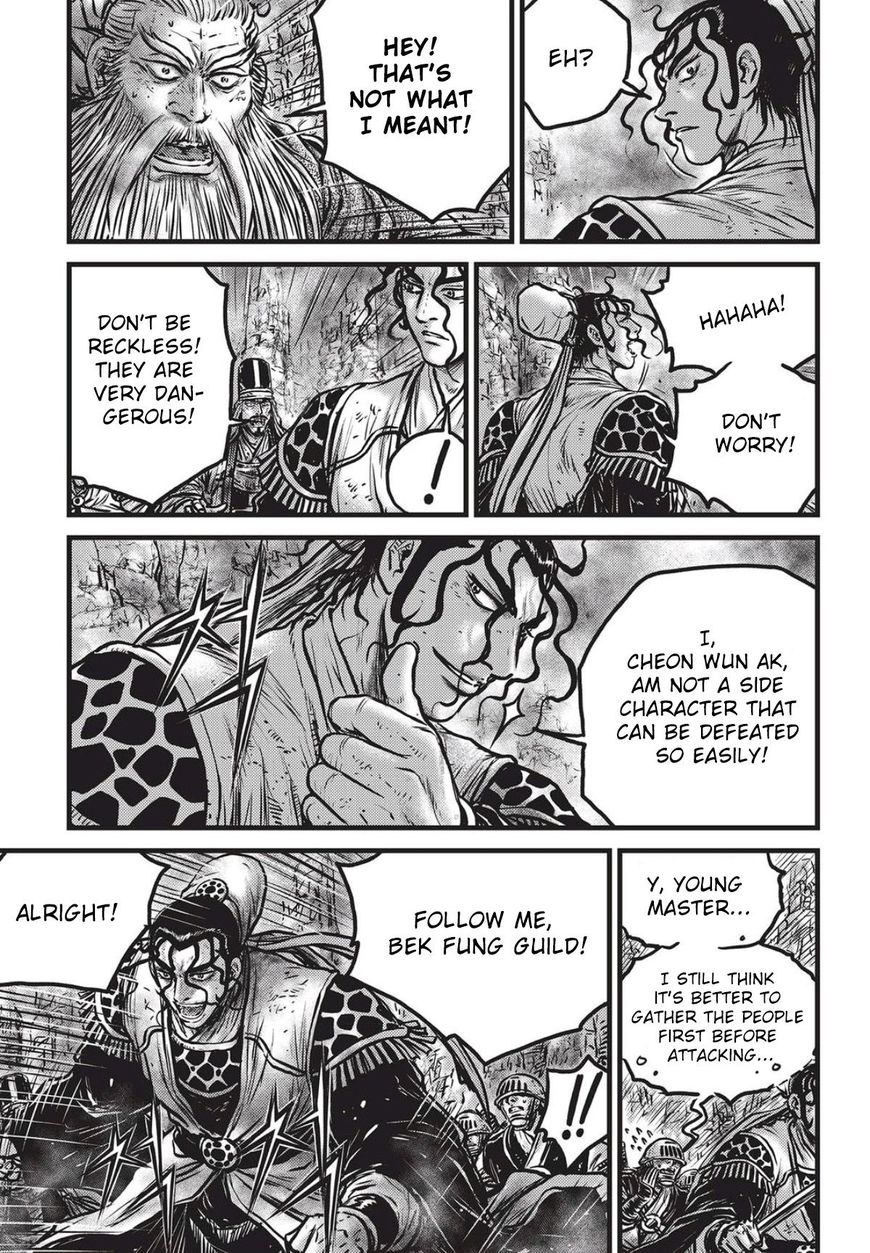 HEY!
THAT'S
NOT WHAT
I MEANT!
EH?
DON'T BE
RECKLESS!
THEY ARE
VERY DAN-
GEROUS!
!
HAHAHA!
DON'T
WORRY!
I,
CHEON WUN AK,
AM NOT A SIDE
CHARACTER THAT
CAN BE DEFEATED
SO EASILY!
ALRIGHT!
FOLLOW ME,
BEK FUNG GUILD!
!!
Y, YOUNG
MASTER...
I STILL THINK
IT'S BETTER TO
GATHER THE PEOPLE
FIRST BEFORE
ATTACKING...